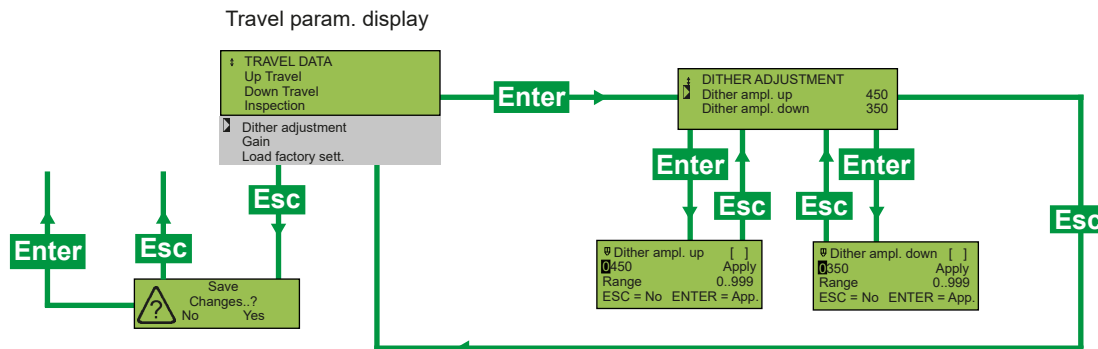 Travel param. display
TRAVEL DATA
Up Travel
Down Travel
Inspection
Dither adjustment
Gain
Load factory sett.
Enter
DITHER ADJUSTMENT
Dither ampl. up 450
Dither ampl. down 350
Enter
Esc
Esc
Enter
Esc
Esc
Enter
Esc
Dither ampl. up [ ]
0450 Apply
Range 0..999
ESC = No ENTER = App.
Dither ampl. down [ ]
0350 Apply
Range 0..999
ESC = No ENTER = App.
Save
Changes..?
?
No Yes